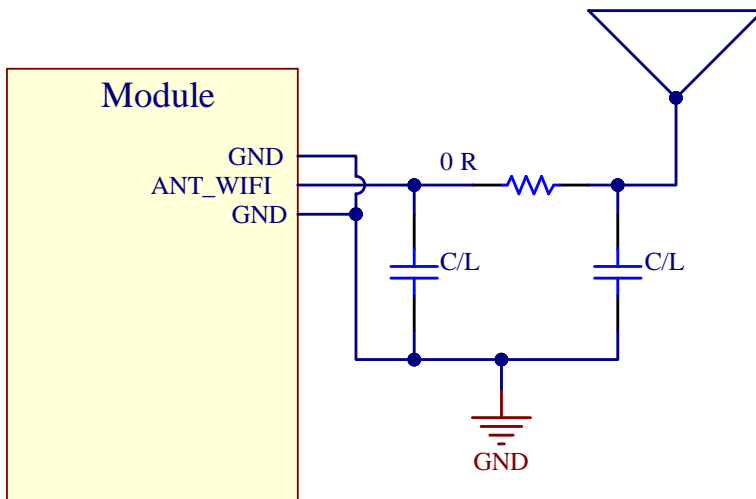 Module
GND
ANT_WIFI
GND
0 R
C/L
C/L
GND